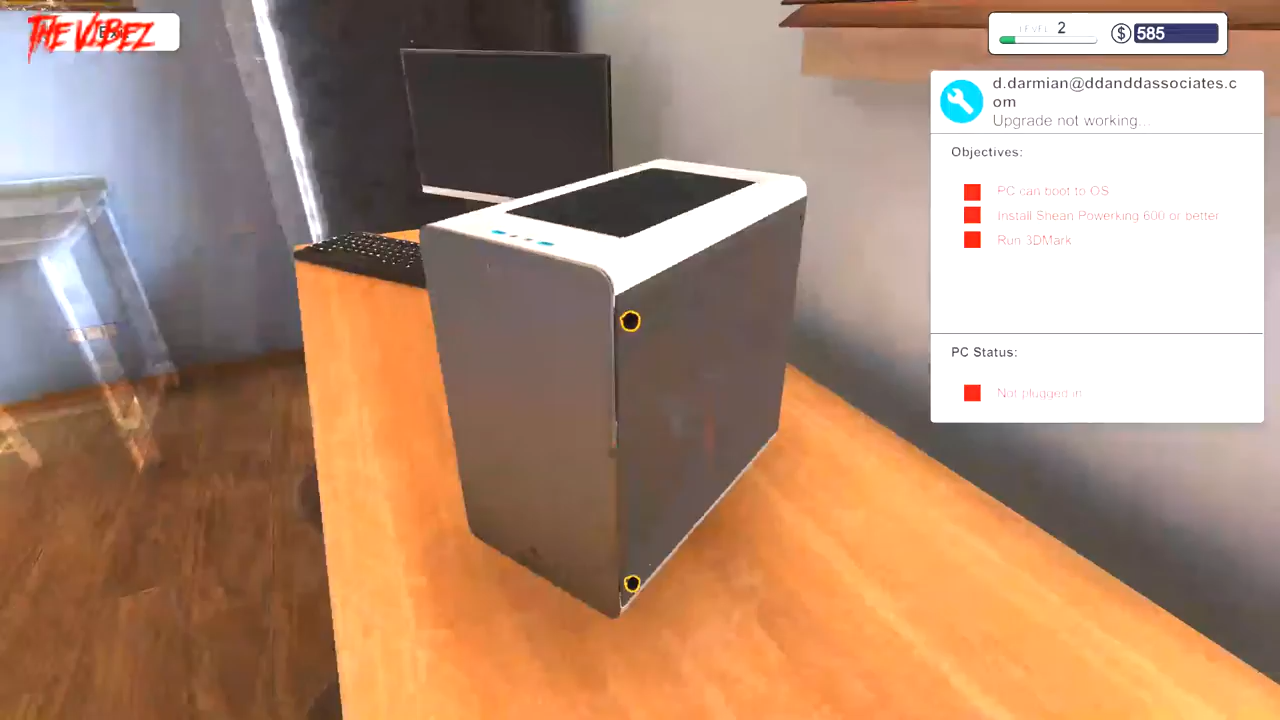 THE VIBEZ
LEVEL 2
$ 585
d.darmian@ddanddassociates.c
om
Upgrade not working...
Objectives:
PC can boot to OS
Install Shean Powerking 600 or better
Run 3DMark
PC Status:
Not plugged in